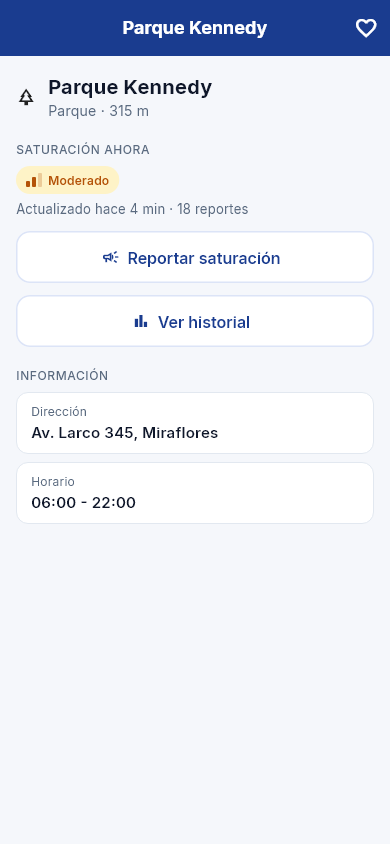 Parque Kennedy
Parque Kennedy
Parque · 315 m
SATURACIÓN AHORA
Moderado
Actualizado hace 4 min · 18 reportes
Reportar saturación
Ver historial
INFORMACIÓN
Dirección
Av. Larco 345, Miraflores
Horario
06:00 - 22:00